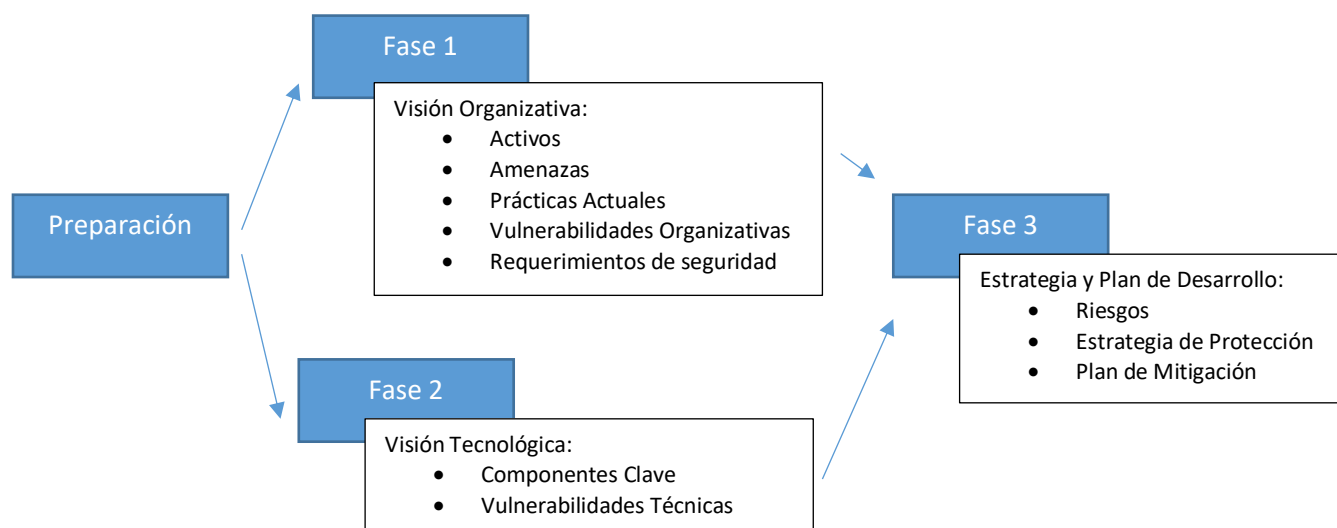 Fase 1
Visión Organizativa:
• Activos
• Amenazas
• Prácticas Actuales
• Vulnerabilidades Organizativas
• Requerimientos de seguridad
Preparación
Fase 3
Estrategia y Plan de Desarrollo:
• Riesgos
• Estrategia de Protección
• Plan de Mitigación
Fase 2
Visión Tecnológica:
• Componentes Clave
• Vulnerabilidades Técnicas